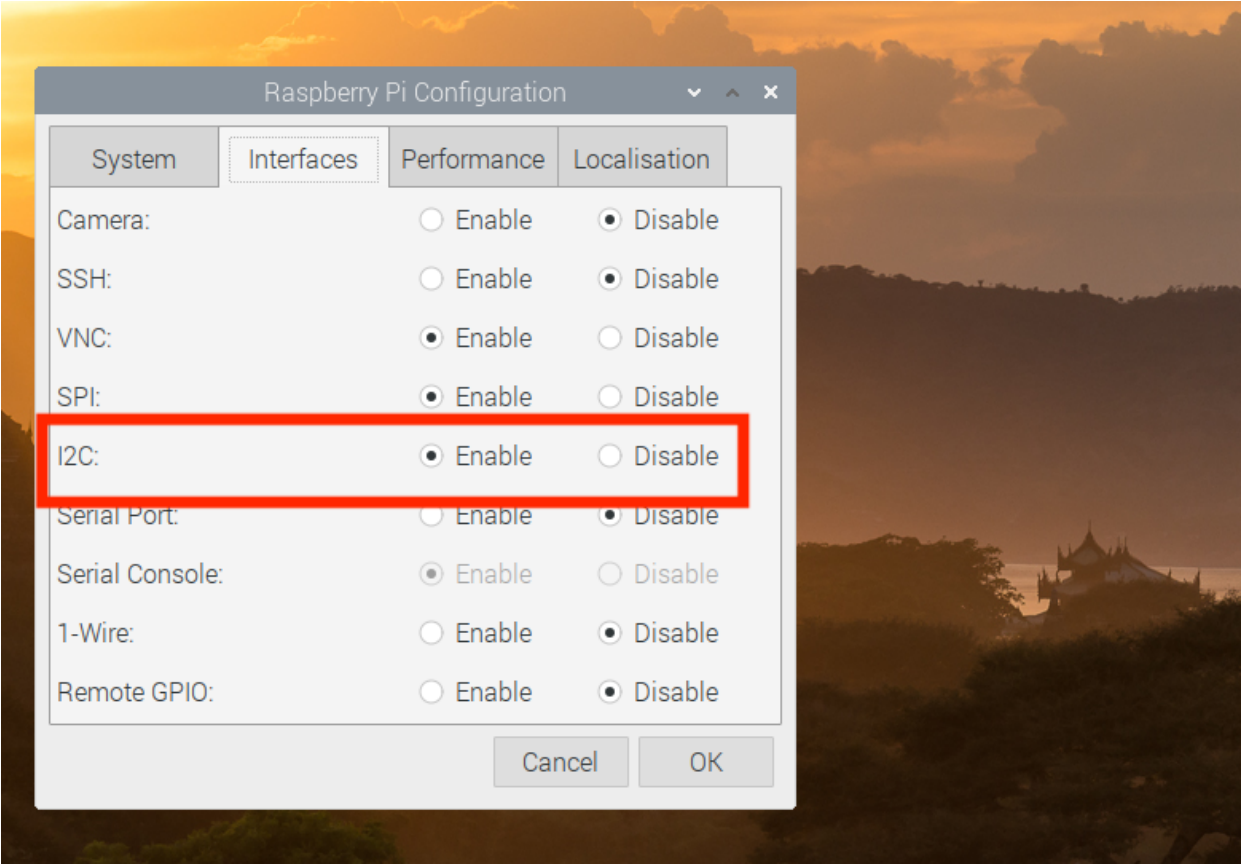 Raspberry Pi Configuration
System Interfaces Performance Localisation
Camera: Enable Disable
SSH: Enable Disable
VNC: Enable Disable
SPI: Enable Disable
I2C: Enable Disable
Serial Port: Enable Disable
Serial Console: Enable Disable
1-Wire: Enable Disable
Remote GPIO: Enable Disable
Cancel OK